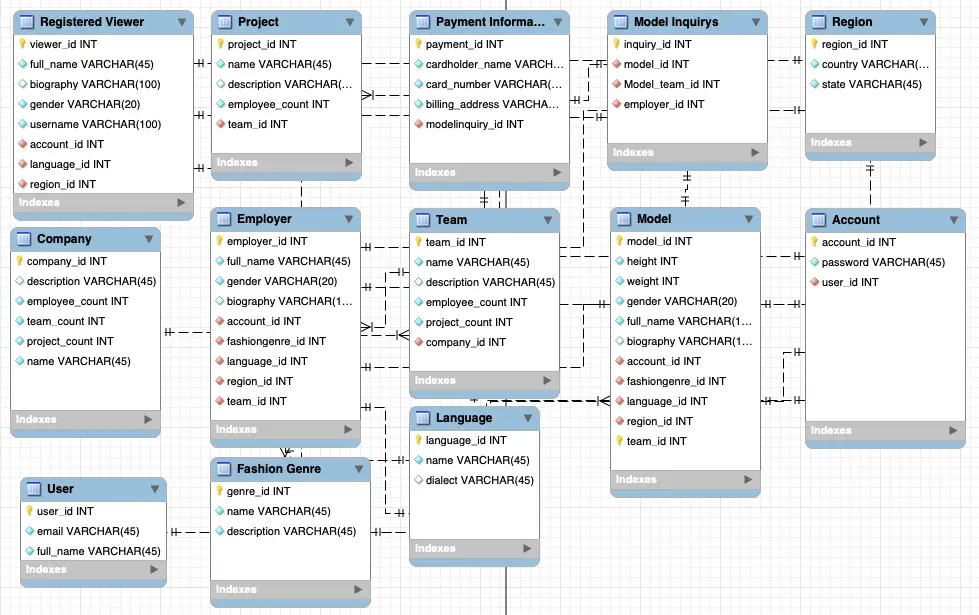 Registered Viewer
viewer_id INT
full_name VARCHAR(45)
biography VARCHAR(100)
gender VARCHAR(20)
username VARCHAR(100)
account_id INT
language_id INT
region_id INT
Indexes
Project
project_id INT
name VARCHAR(45)
description VARCHAR(...
employee_count INT
team_id INT
Indexes
Payment Informa...
payment_id INT
cardholder_name VARCH...
card_number VARCHAR(...
billing_address VARCHA...
modelinquiry_id INT
Indexes
Model Inquirys
inquiry_id INT
model_id INT
Model_team_id INT
employer_id INT
Indexes
Region
region_id INT
country VARCHAR(...
state VARCHAR(45)
Indexes
Company
company_id INT
description VARCHAR(45)
employee_count INT
team_count INT
project_count INT
name VARCHAR(45)
Indexes
Employer
employer_id INT
full_name VARCHAR(45)
gender VARCHAR(20)
biography VARCHAR(1...
account_id INT
fashiongenre_id INT
language_id INT
region_id INT
team_id INT
Indexes
Team
team_id INT
name VARCHAR(45)
description VARCHAR(45)
employee_count INT
project_count INT
company_id INT
Indexes
Model
model_id INT
height INT
weight INT
gender VARCHAR(20)
full_name VARCHAR(1...
biography VARCHAR(1...
account_id INT
fashiongenre_id INT
language_id INT
region_id INT
team_id INT
Indexes
Account
account_id INT
password VARCHAR(45)
user_id INT
Indexes
User
user_id INT
email VARCHAR(45)
full_name VARCHAR(45)
Indexes
Fashion Genre
genre_id INT
name VARCHAR(45)
description VARCHAR(45)
Indexes
Language
language_id INT
name VARCHAR(45)
dialect VARCHAR(45)
Indexes